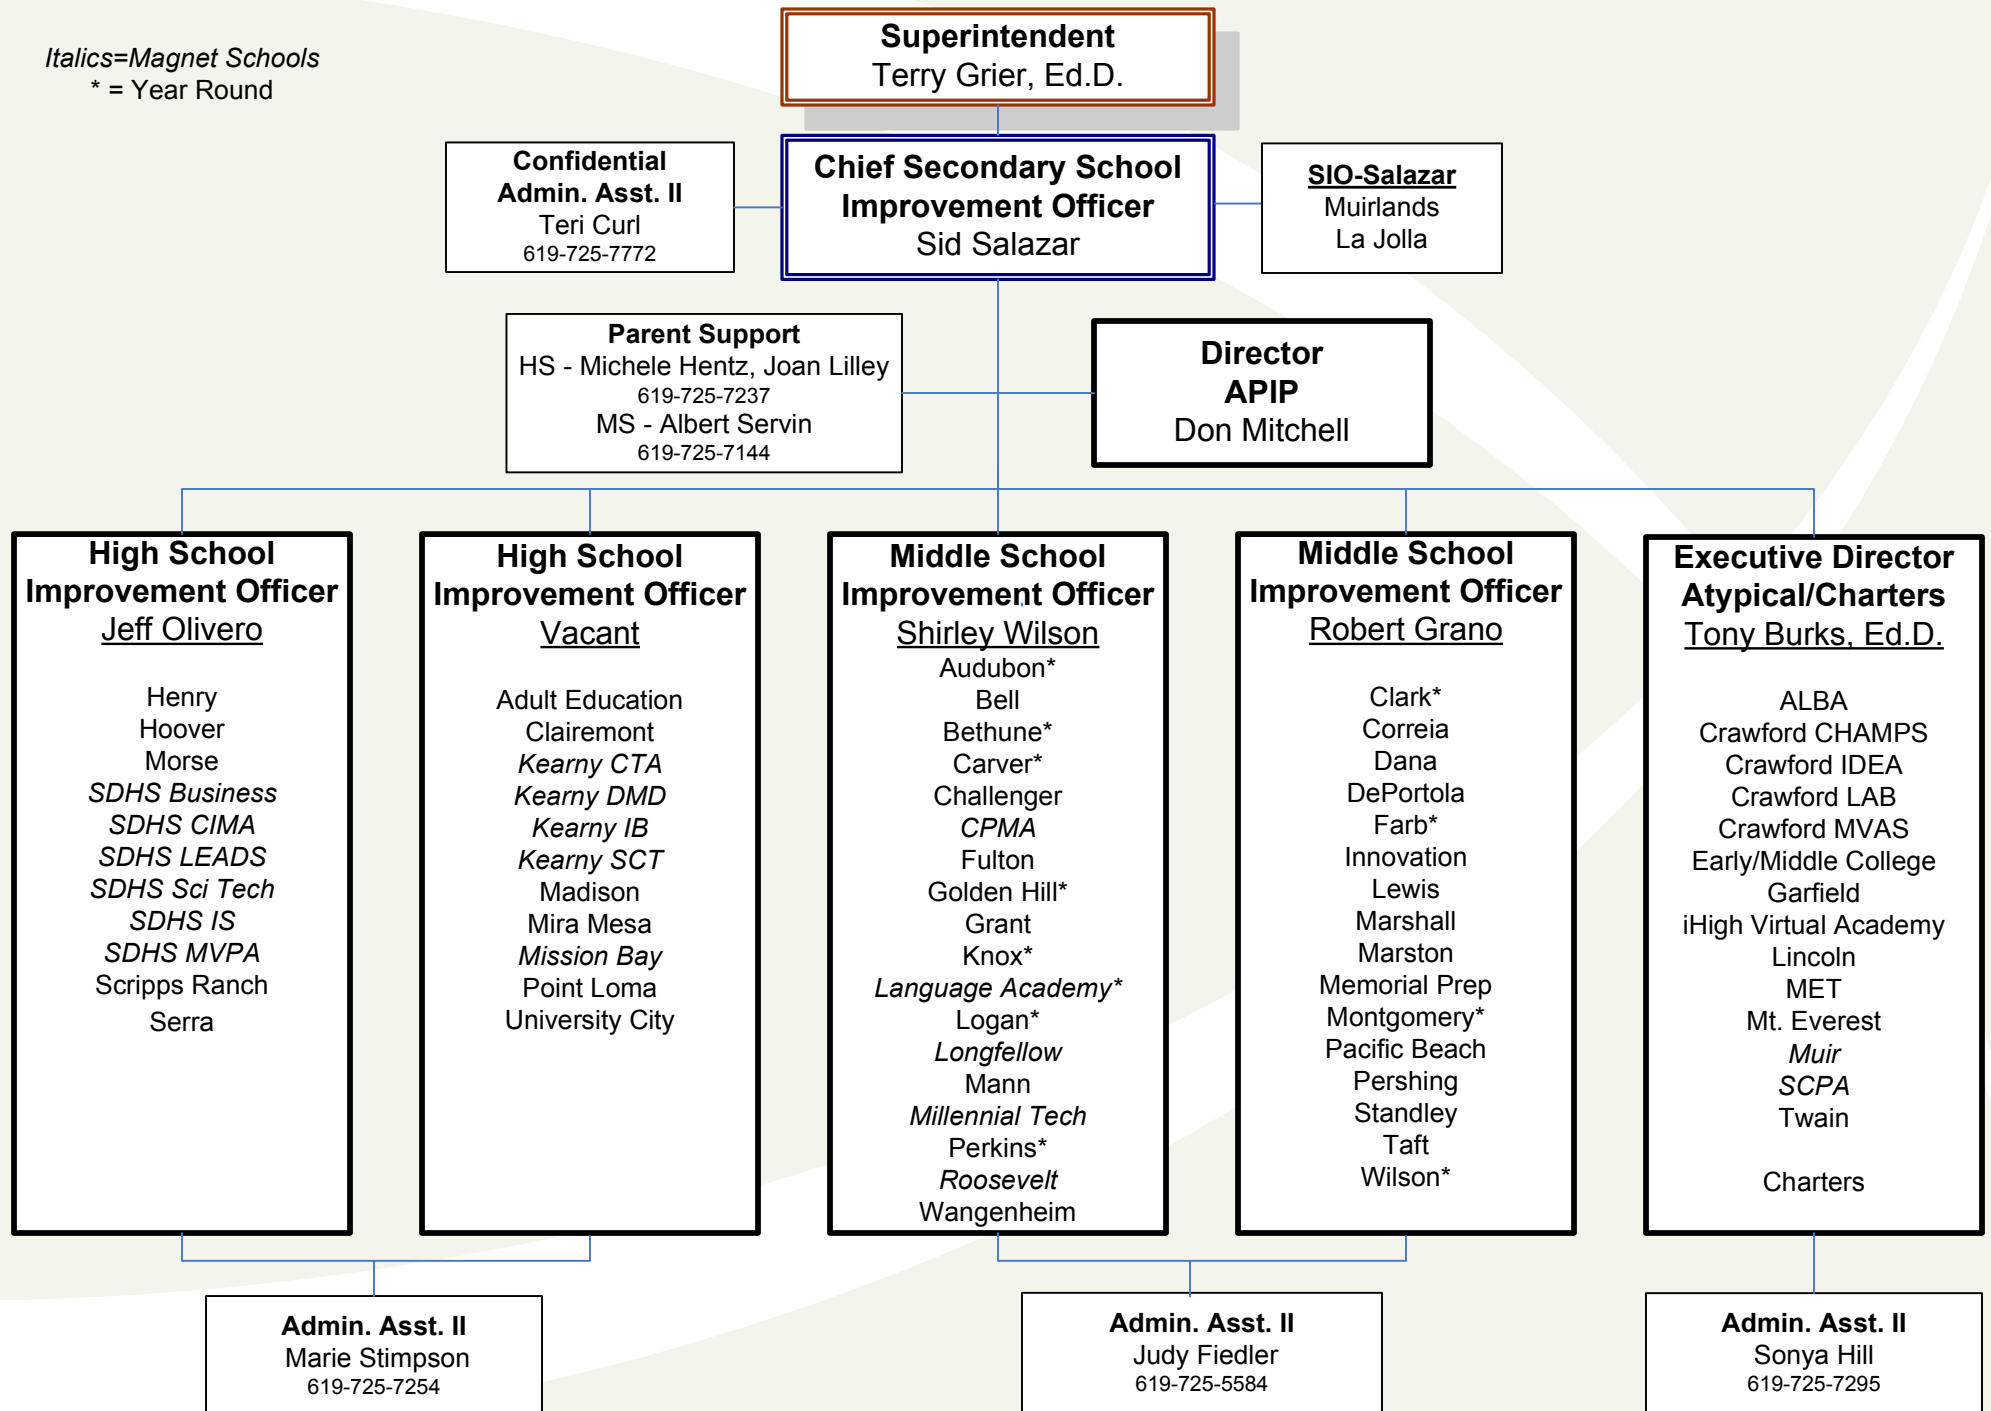 Italics=Magnet Schools
* = Year Round
Superintendent
Terry Grier, Ed.D.
Confidential
Admin. Asst. II
Teri Curl
619-725-7772
Chief Secondary School
Improvement Officer
Sid Salazar
SIO-Salazar
Muirlands
La Jolla
Parent Support
HS - Michele Hentz, Joan Lilley
619-725-7237
MS - Albert Servin
619-725-7144
Director
APIP
Don Mitchell
High School
Improvement Officer
Jeff Olivero
Henry
Hoover
Morse
SDHS Business
SDHS CIMA
SDHS LEADS
SDHS Sci Tech
SDHS IS
SDHS MVPA
Scripps Ranch
Serra
High School
Improvement Officer
Vacant
Adult Education
Clairemont
Kearny CTA
Kearny DMD
Kearny IB
Kearny SCT
Madison
Mira Mesa
Mission Bay
Point Loma
University City
Middle School
Improvement Officer
Shirley Wilson
Audubon*
Bell
Bethune*
Carver*
Challenger
CPMA
Fulton
Golden Hill*
Grant
Knox*
Language Academy*
Logan*
Longfellow
Mann
Millennial Tech
Perkins*
Roosevelt
Wangenheim
Middle School
Improvement Officer
Robert Grano
Clark*
Correia
Dana
DePortola
Farb*
Innovation
Lewis
Marshall
Marston
Memorial Prep
Montgomery*
Pacific Beach
Pershing
Standley
Taft
Wilson*
Executive Director
Atypical/Charters
Tony Burks, Ed.D.
ALBA
Crawford CHAMPS
Crawford IDEA
Crawford LAB
Crawford MVAS
Early/Middle College
Garfield
iHigh Virtual Academy
Lincoln
MET
Mt. Everest
Muir
SCPA
Twain
Charters
Admin. Asst. II
Marie Stimpson
619-725-7254
Admin. Asst. II
Judy Fiedler
619-725-5584
Admin. Asst. II
Sonya Hill
619-725-7295